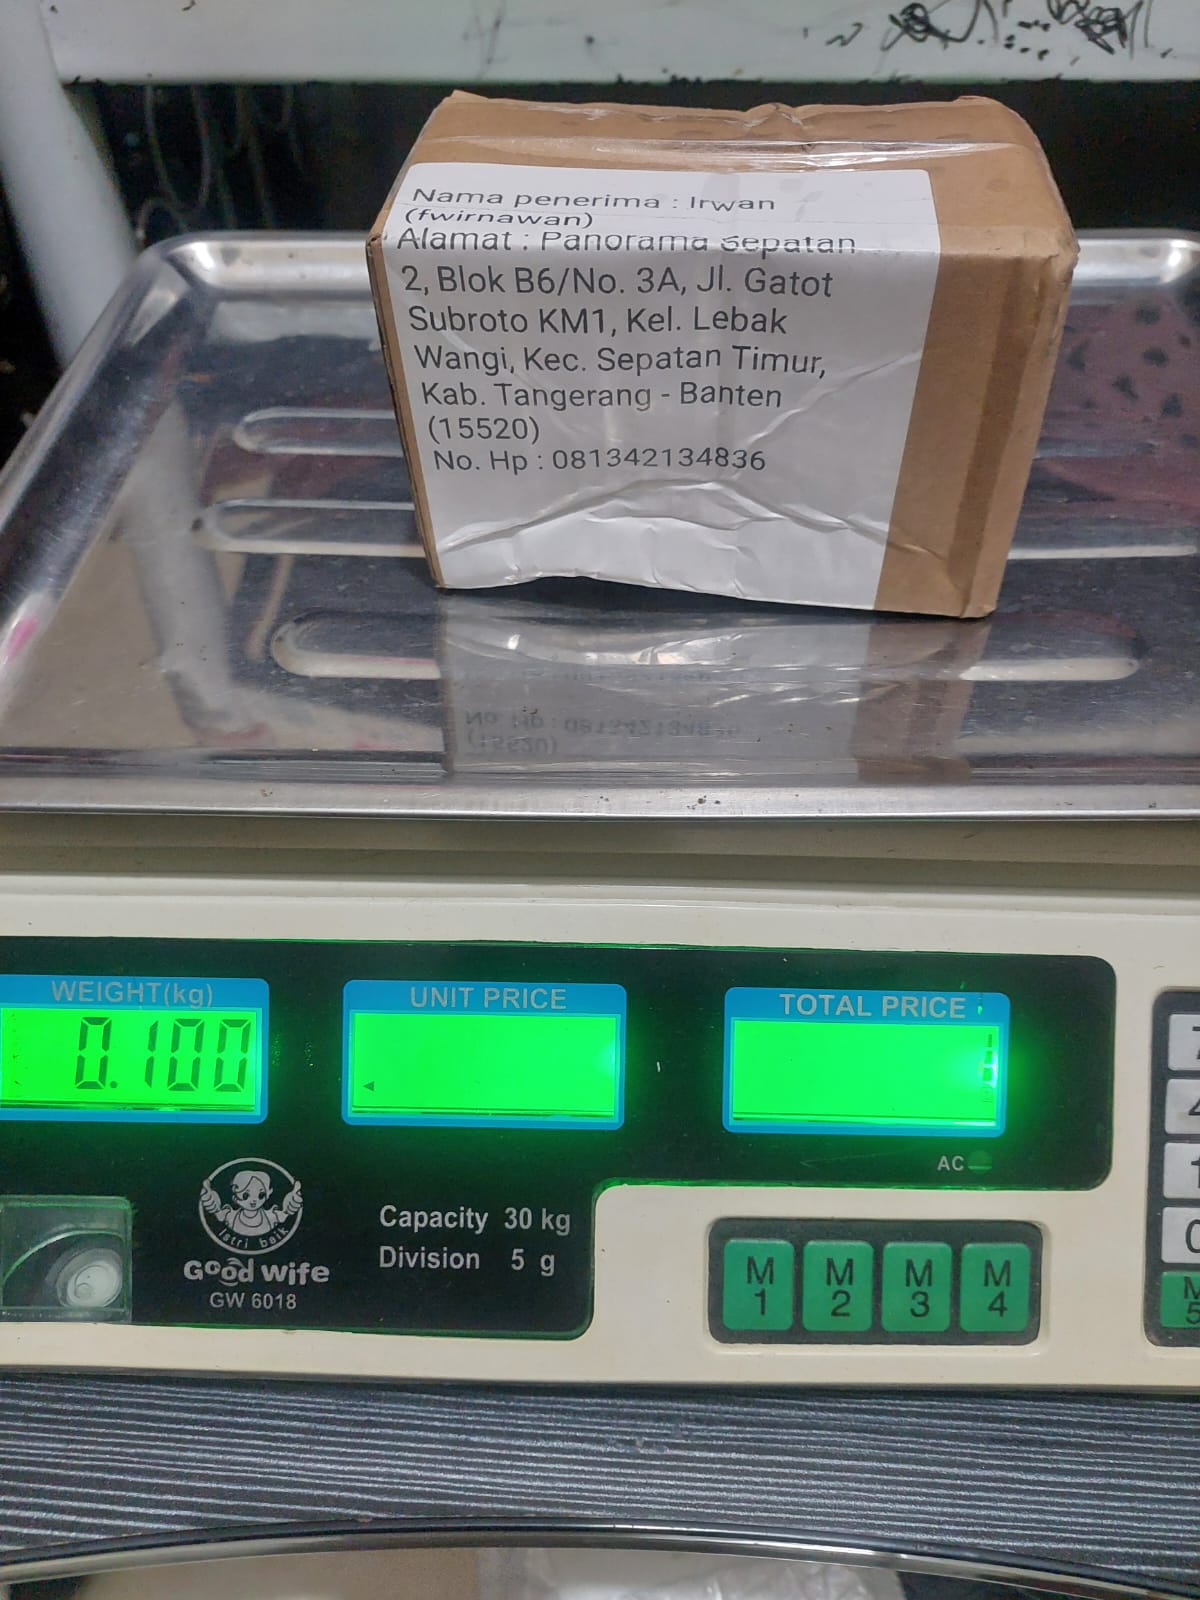 Nama penerima : Irwan
(fwirnawan)
Alamat : Panorama Sepatan
2, Blok B6/No. 3A, Jl. Gatot
Subroto KM1, Kel. Lebak
Wangi, Kec. Sepatan Timur,
Kab. Tangerang - Banten
(15520)
No. Hp : 081342134836
WEIGHT(kg)
UNIT PRICE
TOTAL PRICE
0.100
AC
istri baik
Good wife
GW 6018
Capacity 30 kg
Division 5 g
M
1
M
2
M
3
M
4